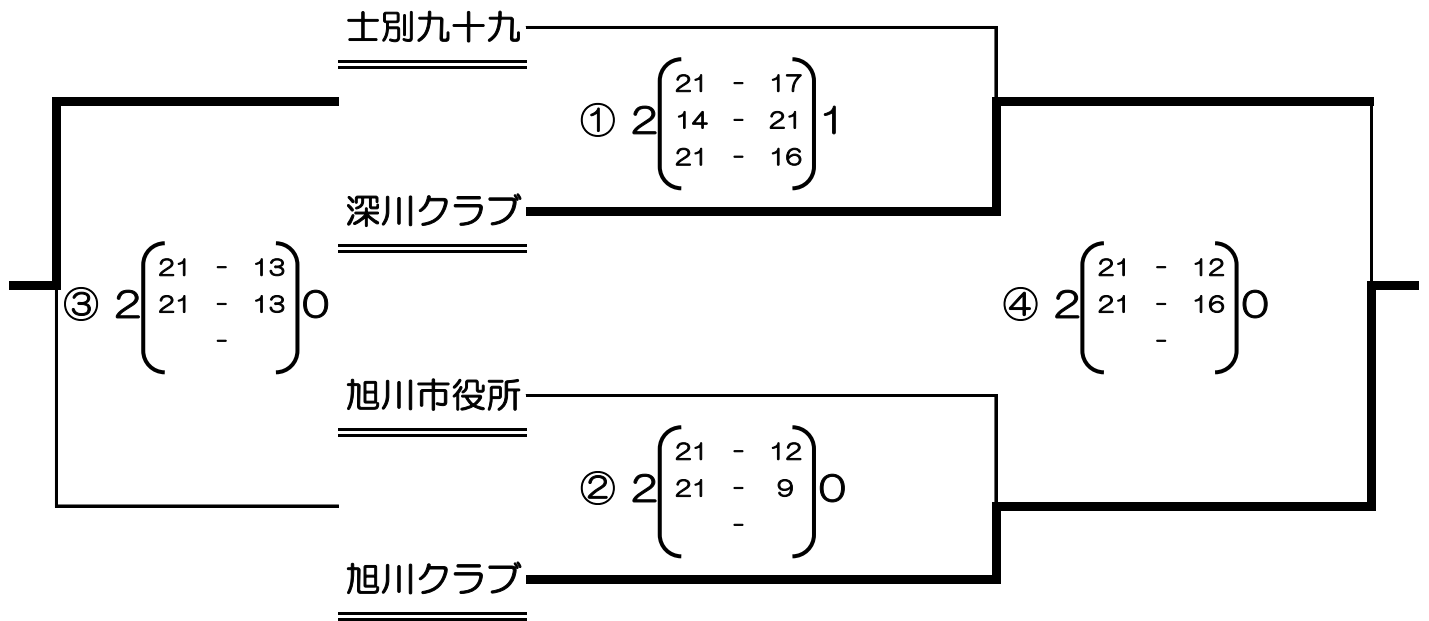 士別九十九
① 2 21 - 17 1
14 - 21
21 - 16
深川クラブ
③ 2 21 - 13 0
21 - 13
-
④ 2 21 - 12 0
21 - 16
-
旭川市役所
② 2 21 - 12 0
21 - 9
-
旭川クラブ